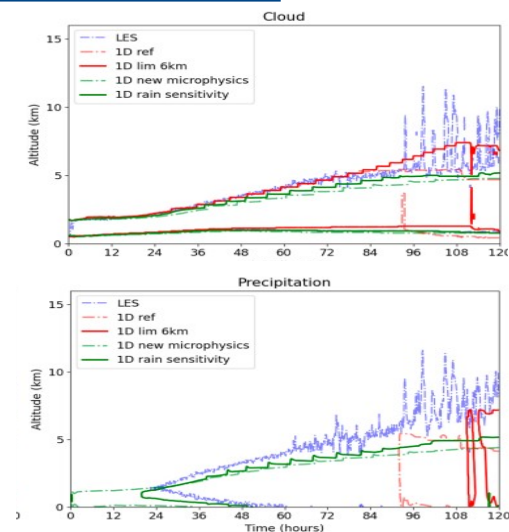 Cloud
15
10
5
0
Altitude (km)
LES
1D ref
1D lim 6km
1D new microphysics
1D rain sensitivity
0 12 24 36 48 60 72 84 96 108 120
Precipitation
15
10
5
0
Altitude (km)
LES
1D ref
1D lim 6km
1D new microphysics
1D rain sensitivity
0 12 24 36 48 60 72 84 96 108 120
Time (hours)